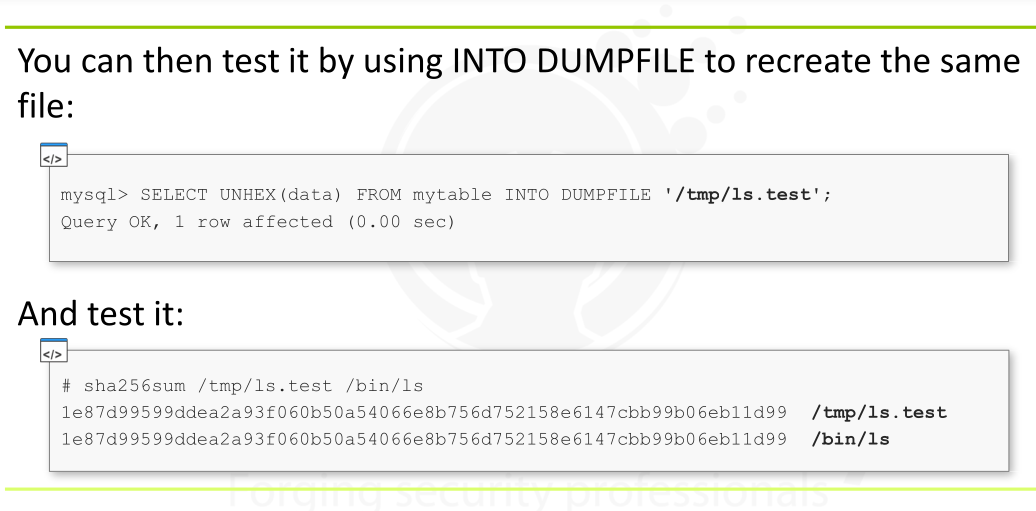 You can then test it by using INTO DUMPFILE to recreate the same
file:
</>
mysql> SELECT UNHEX(data) FROM mytable INTO DUMPFILE '/tmp/ls.test';
Query OK, 1 row affected (0.00 sec)
And test it:
</>
# sha256sum /tmp/ls.test /bin/ls
1e87d99599ddea2a93f060b50a54066e8b756d752158e6147cbb99b06eb11d99 /tmp/ls.test
1e87d99599ddea2a93f060b50a54066e8b756d752158e6147cbb99b06eb11d99 /bin/ls
Forging security professionals